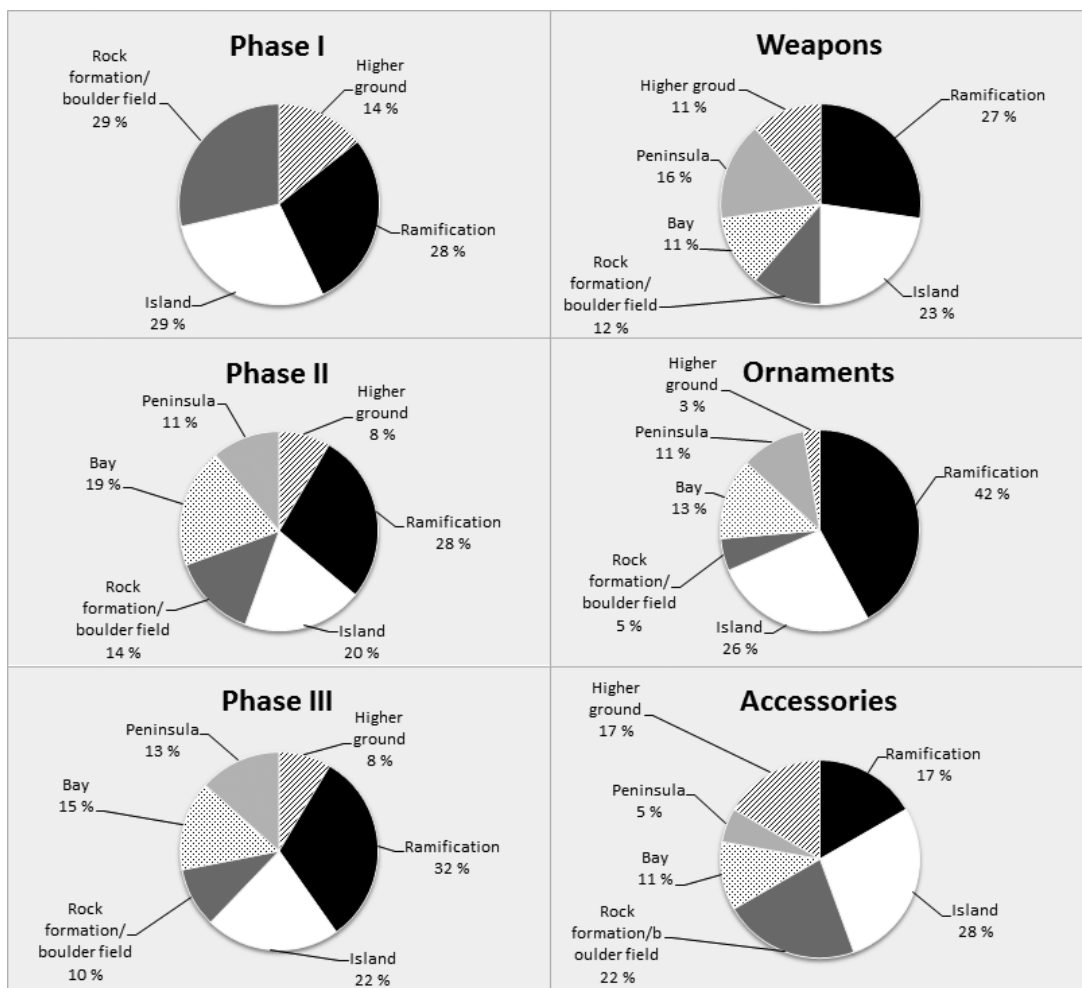 Phase I
Rock
formation/
boulder field
29 %
Higher
ground
14 %
Ramification
28 %
Island
29 %
Weapons
Higher groud
11 %
Ramification
27 %
Peninsula
16 %
Bay
11 %
Rock
formation/
boulder field
12 %
Island
23 %
Phase II
Peninsula
11 %
Higher
ground
8 %
Bay
19 %
Ramification
28 %
Rock
formation/
boulder field
14 %
Island
20 %
Ornaments
Higher
ground
3 %
Peninsula
11 %
Ramification
42 %
Bay
13 %
Rock
formation/
boulder field
5 %
Island
26 %
Phase III
Peninsula
13 %
Higher
ground
8 %
Bay
15 %
Ramification
32 %
Rock
formation/
boulder field
10 %
Island
22 %
Accessories
Higher
ground
17 %
Ramification
17 %
Peninsula
5 %
Bay
11 %
Rock
formation/b
oulder field
22 %
Island
28 %